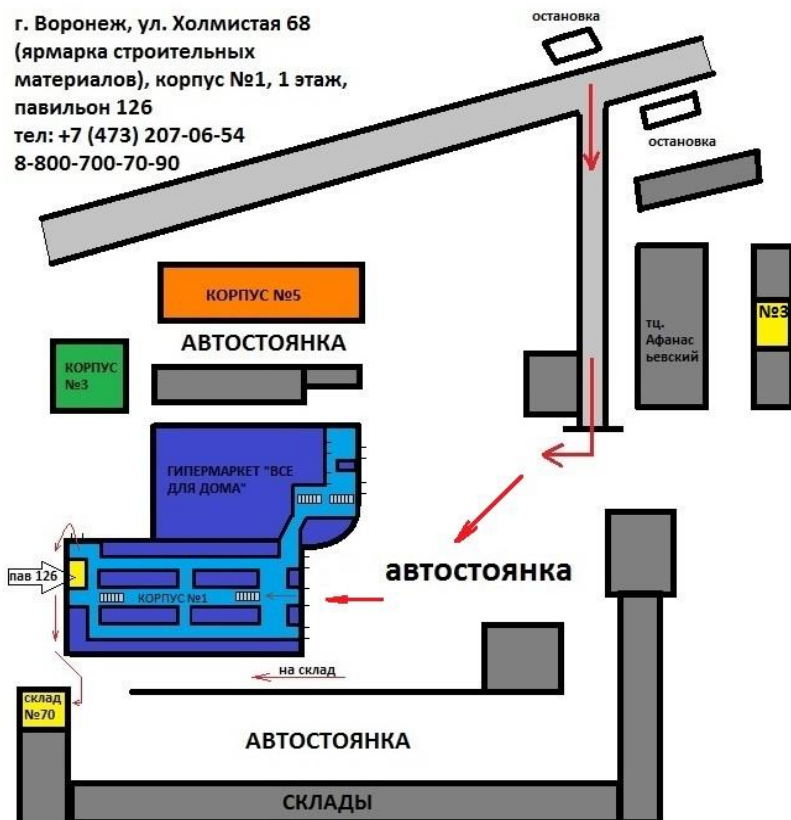 г. Воронеж, ул. Холмистая 68
(ярмарка строительных
материалов), корпус №1, 1 этаж,
павильон 126
тел: +7 (473) 207-06-54
8-800-700-70-90
остановка
остановка
КОРПУС №5
АВТОСТОЯНКА
КОРПУС
№3
тц.
Афанас
ьевский
№3
ГИПЕРМАРКЕТ "ВСЕ
ДЛЯ ДОМА"
автостоянка
пав 126
КОРПУС №1
на склад
склад
№70
АВТОСТОЯНКА
СКЛАДЫ